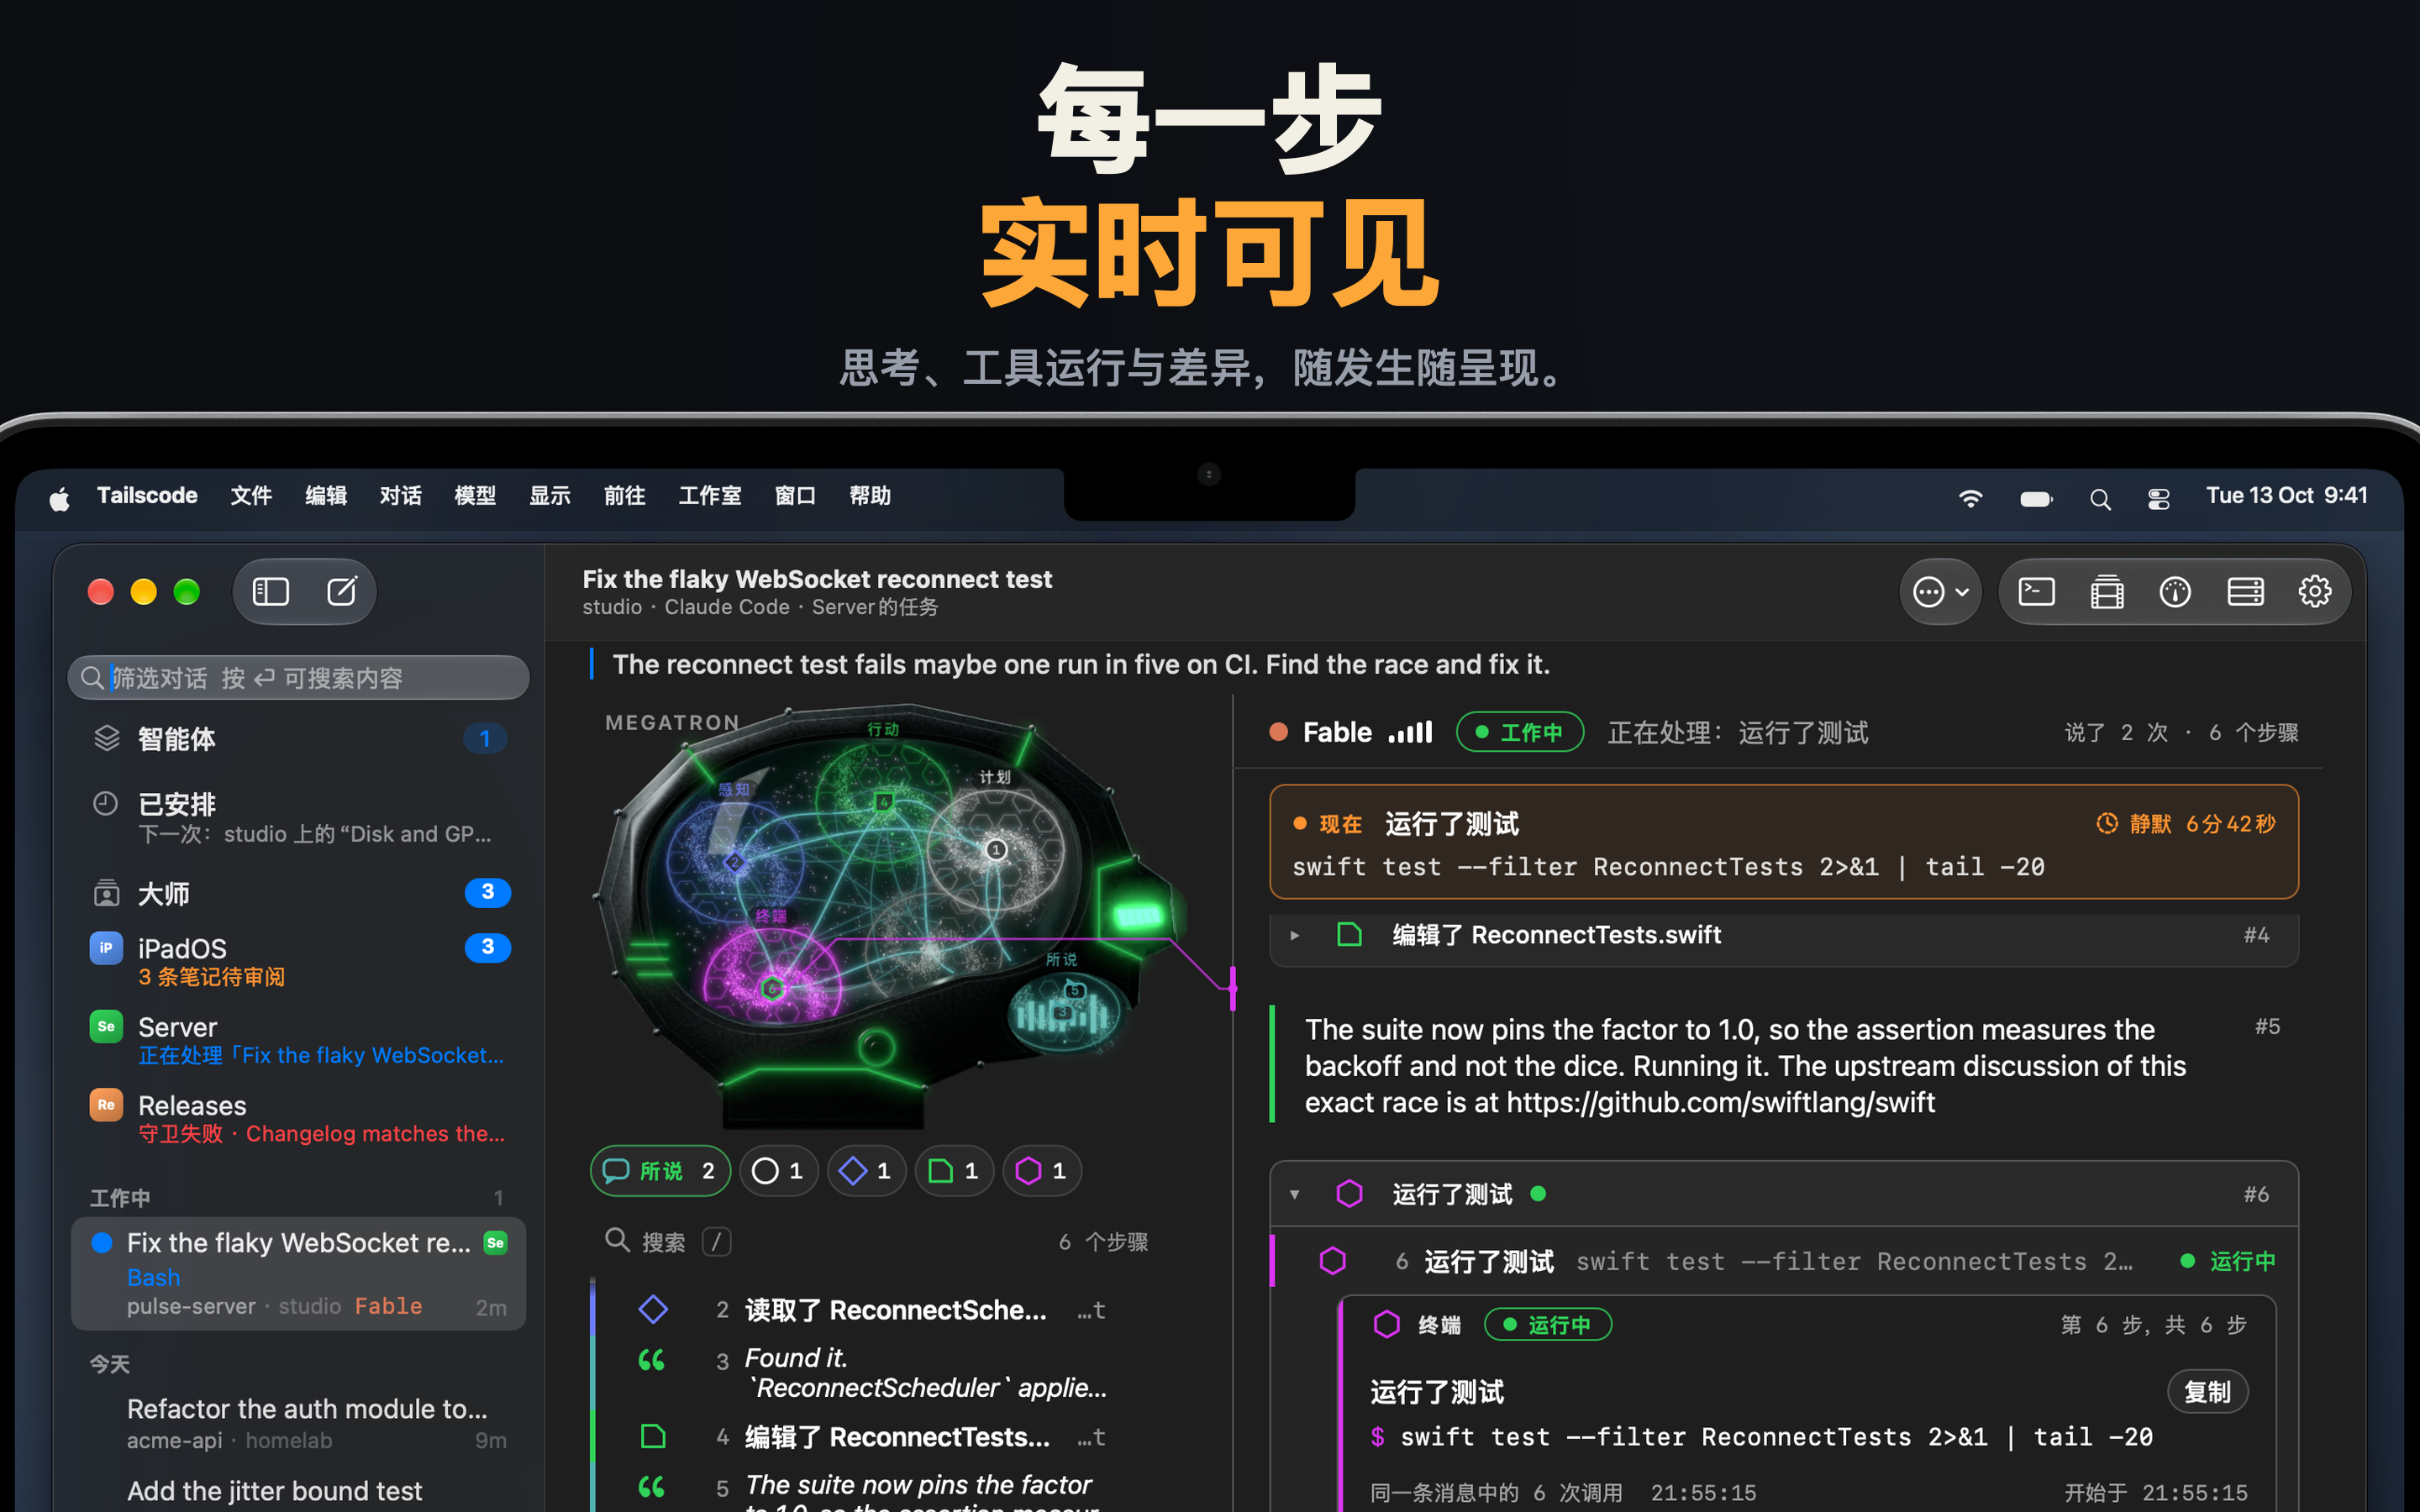 每一步
实时可见
思考、工具运行与差异，随发生随呈现。
Tailscode 文件 编辑 对话 模型 显示 前往 工作室 窗口 帮助
Tue 13 Oct 9:41
Fix the flaky WebSocket reconnect test
studio · Claude Code · Server的任务
筛选对话 按 ↩ 可搜索内容
智能体 1
已安排
下一次：studio 上的 “Disk and GP…
大师 3
iP iPadOS 3
3 条笔记待审阅
Se Server
正在处理「Fix the flaky WebSocket…
Re Releases
守卫失败 · Changelog matches the…
工作中 1
Fix the flaky WebSocket re… Se
Bash
pulse-server · studio Fable 2m
今天
Refactor the auth module to…
acme-api · homelab 9m
Add the jitter bound test
The reconnect test fails maybe one run in five on CI. Find the race and fix it.
MEGATRON
行动
4
计划
1
感知
2
终端
6
所说
5
3
所说 2 1 1 1 1
搜索 / 6 个步骤
2 读取了 ReconnectSche… …t
3 Found it.
`ReconnectScheduler` applie…
4 编辑了 ReconnectTests… …t
5 The suite now pins the factor
to 1.0, so the assertion measur
Fable 工作中 正在处理：运行了测试 说了 2 次 · 6 个步骤
现在 运行了测试 静默 6分42秒
swift test --filter ReconnectTests 2>&1 | tail -20
编辑了 ReconnectTests.swift #4
The suite now pins the factor to 1.0, so the assertion measures the #5
backoff and not the dice. Running it. The upstream discussion of this
exact race is at https://github.com/swiftlang/swift
运行了测试 #6
6 运行了测试 swift test --filter ReconnectTests 2… 运行中
终端 运行中 第 6 步，共 6 步
运行了测试 复制
$ swift test --filter ReconnectTests 2>&1 | tail -20
同一条消息中的 6 次调用 21:55:15 开始于 21:55:15